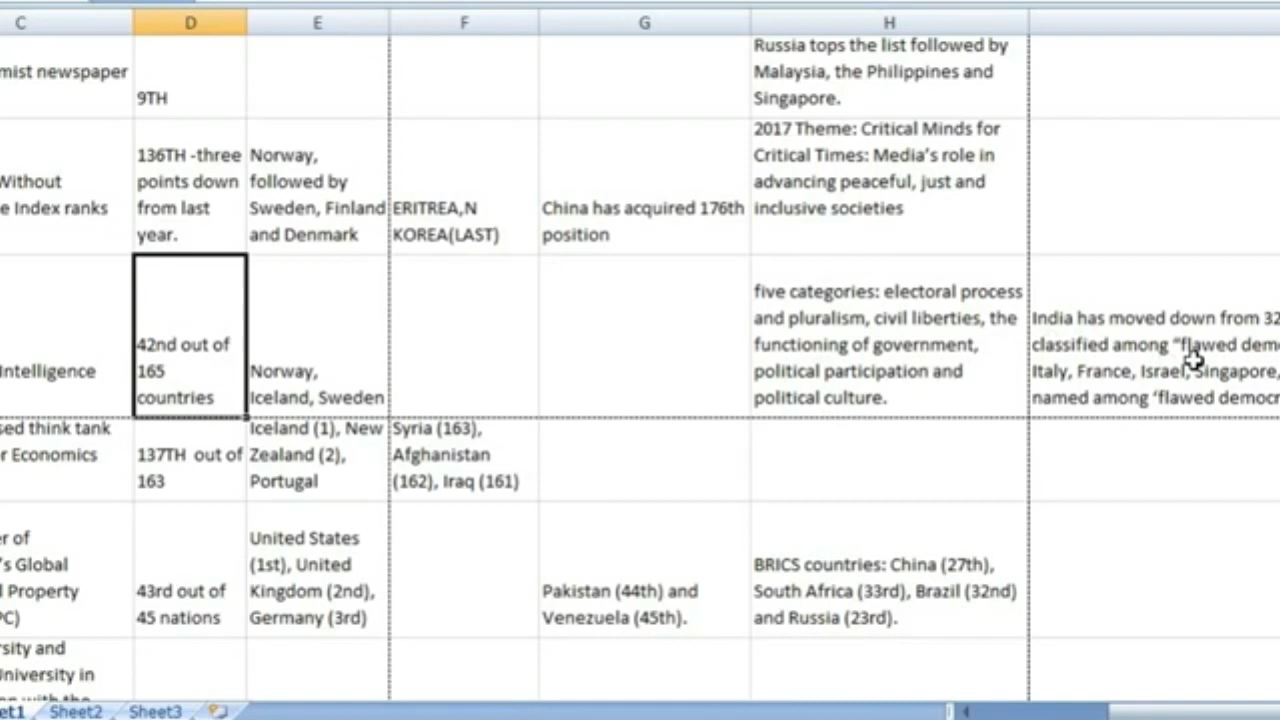 C D E F G H
mist newspaper
9TH
Russia tops the list followed by
Malaysia, the Philippines and
Singapore.
Without
e Index ranks
136TH -three
points down
from last
year.
Norway,
followed by
Sweden, Finland
and Denmark
ERITREA,N
KOREA(LAST)
China has acquired 176th
position
2017 Theme: Critical Minds for
Critical Times: Media's role in
advancing peaceful, just and
inclusive societies
Intelligence
42nd out of
165
countries
Norway,
Iceland, Sweden
five categories: electoral process
and pluralism, civil liberties, the
functioning of government,
political participation and
political culture.
India has moved down from 32
classified among "flawed demo
Italy, France, Israel, Singapore,
named among 'flawed democr
sed think tank
r Economics
137TH out of
163
Iceland (1), New
Zealand (2),
Portugal
Syria (163),
Afghanistan
(162), Iraq (161)
er of
's Global
l Property
PC)
43rd out of
45 nations
United States
(1st), United
Kingdom (2nd),
Germany (3rd)
Pakistan (44th) and
Venezuela (45th).
BRICS countries: China (27th),
South Africa (33rd), Brazil (32nd)
and Russia (23rd).
rsity and
University in
on with the
et1 Sheet2 Sheet3